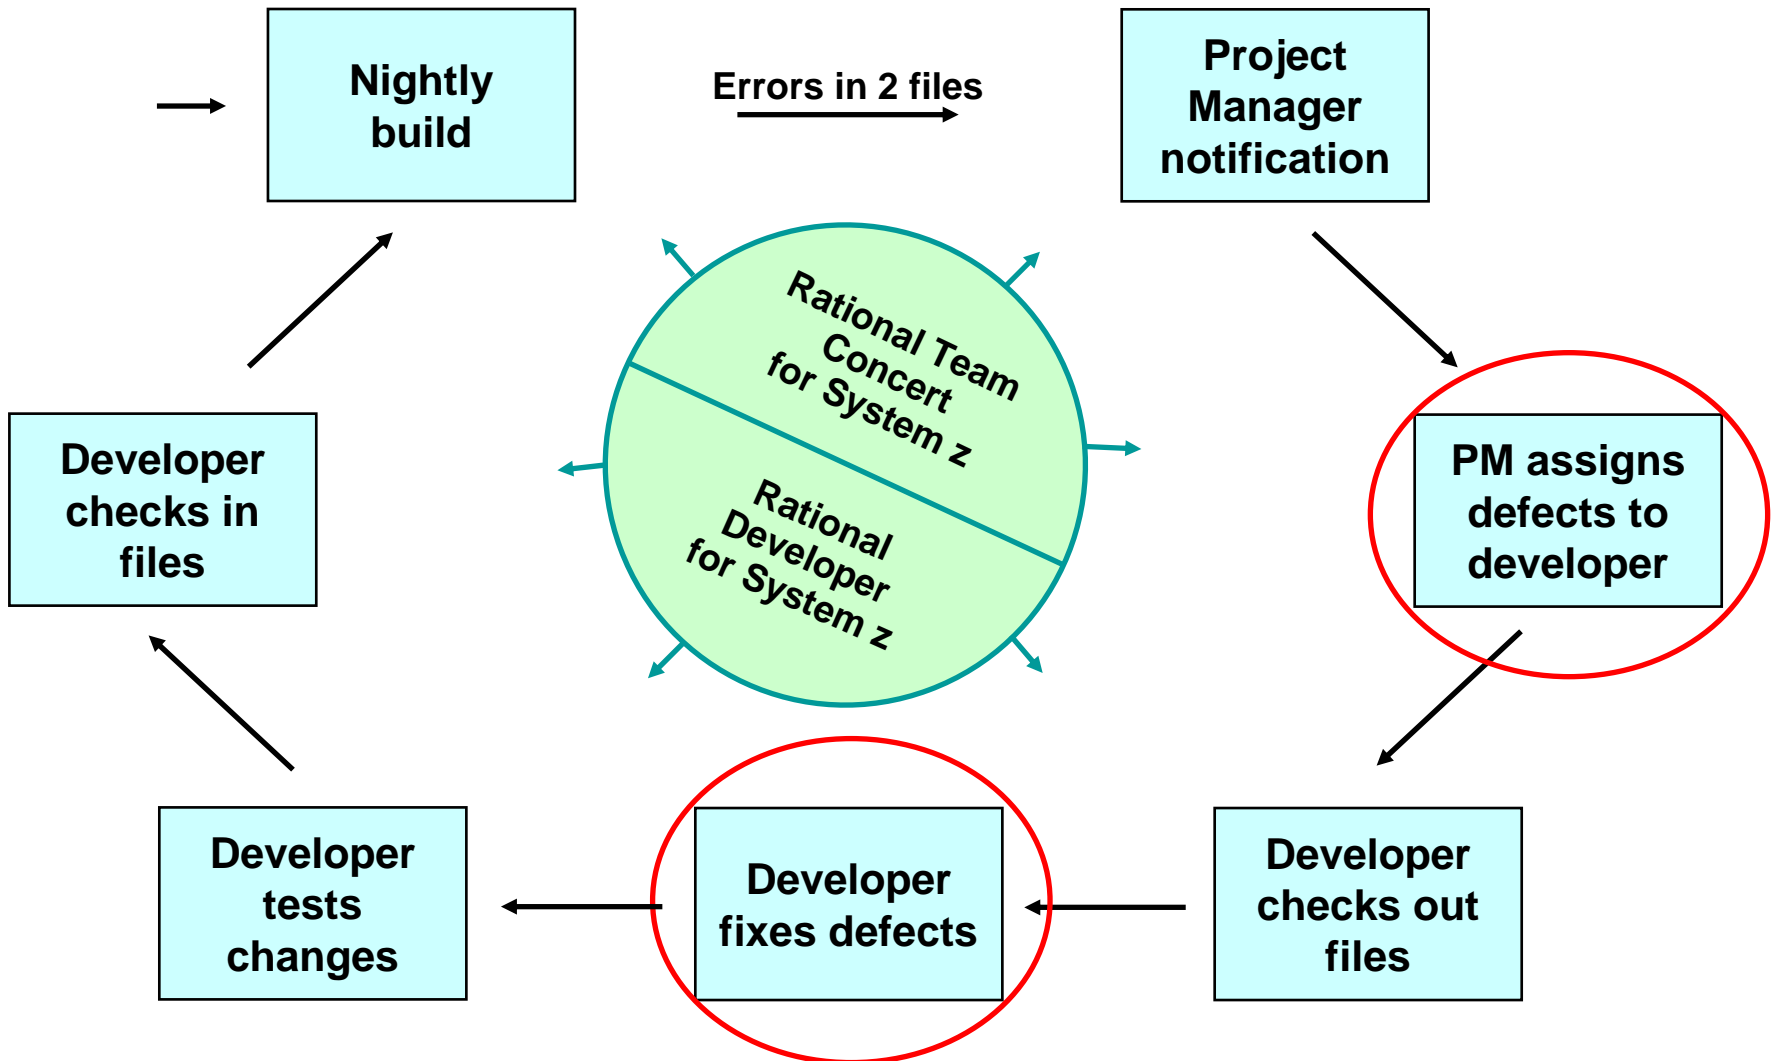 Nightly
build
Errors in 2 files
Project
Manager
notification
Rational Team
Concert
for System z
Rational
Developer
for System z
PM assigns
defects to
developer
Developer
checks in
files
Developer
tests
changes
Developer
fixes defects
Developer
checks out
files